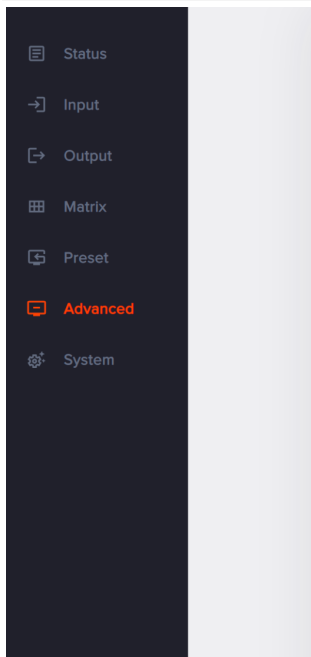 Status
Input
Output
Matrix
Preset
Advanced
System